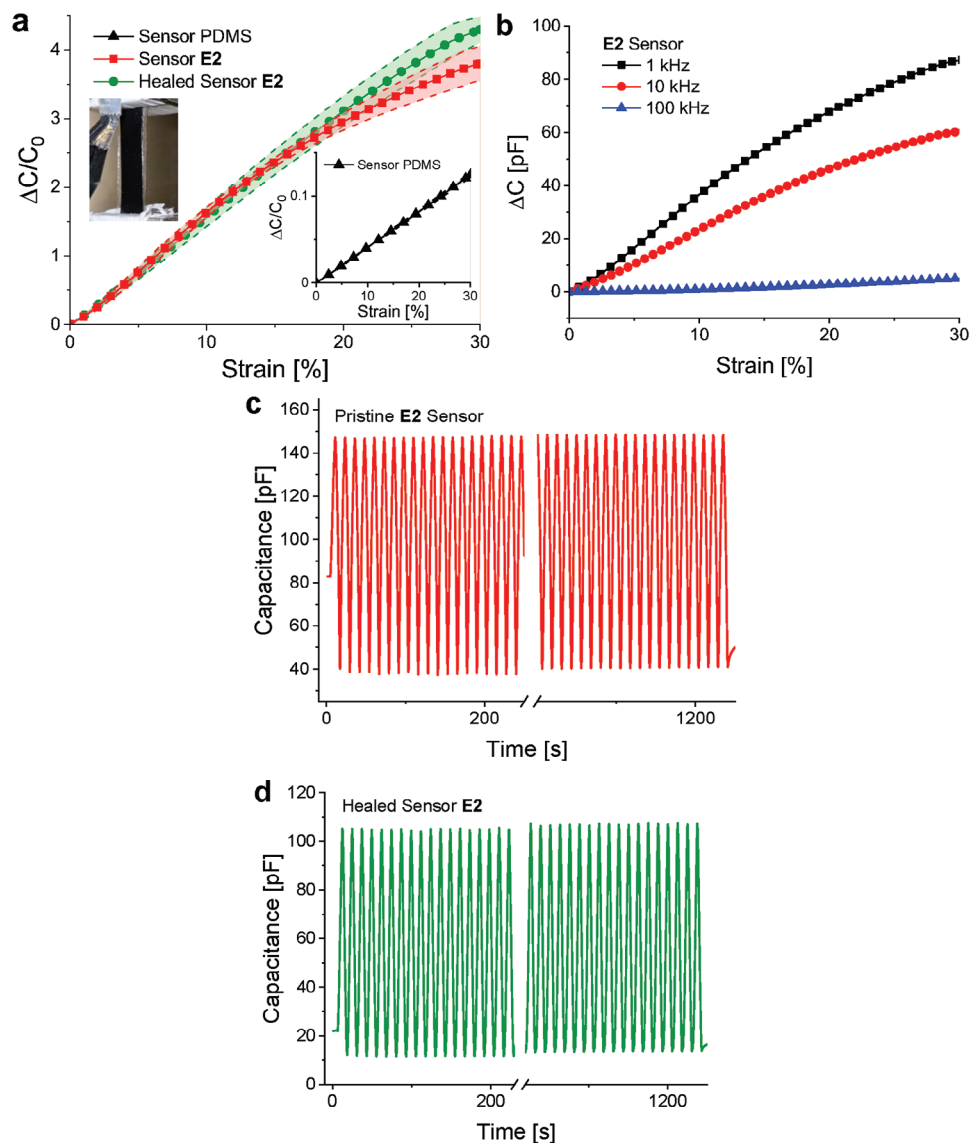 a
ΔC/C0
4
3
2
1
0
Sensor PDMS
Sensor E2
Healed Sensor E2
Sensor PDMS
ΔC/C0
0.1
0
0 10 20 30
Strain [%]
0 10 20 30
Strain [%]
b
E2 Sensor
1 kHz
10 kHz
100 kHz
ΔC [pF]
100
80
60
40
20
0
0 10 20 30
Strain [%]
c
Pristine E2 Sensor
Capacitance [pF]
160
140
120
100
80
60
40
0 200 1200
Time [s]
d
Healed Sensor E2
Capacitance [pF]
120
100
80
60
40
20
0
0 200 1200
Time [s]